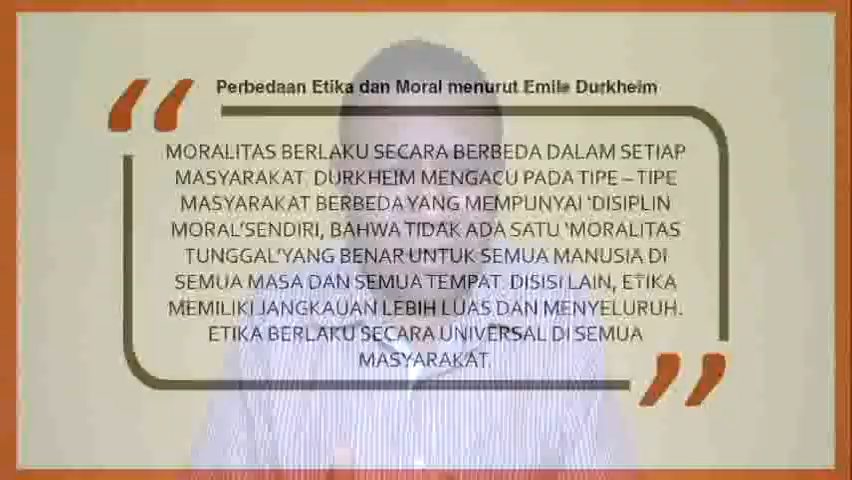 Perbedaan Etika dan Moral menurut Emile Durkheim
MORALITAS BERLAKU SECARA BERBEDA DALAM SETIAP
MASYARAKAT. DURKHEIM MENGACU PADA TIPE – TIPE
MASYARAKAT BERBEDA YANG MEMPUNYAI 'DISIPLIN
MORAL' SENDIRI, BAHWA TIDAK ADA SATU 'MORALITAS
TUNGGAL' YANG BENAR UNTUK SEMUA MANUSIA DI
SEMUA MASA DAN SEMUA TEMPAT. DISISI LAIN, ETIKA
MEMILIKI JANGKAUAN LEBIH LUAS DAN MENYELURUH.
ETIKA BERLAKU SECARA UNIVERSAL DI SEMUA
MASYARAKAT.